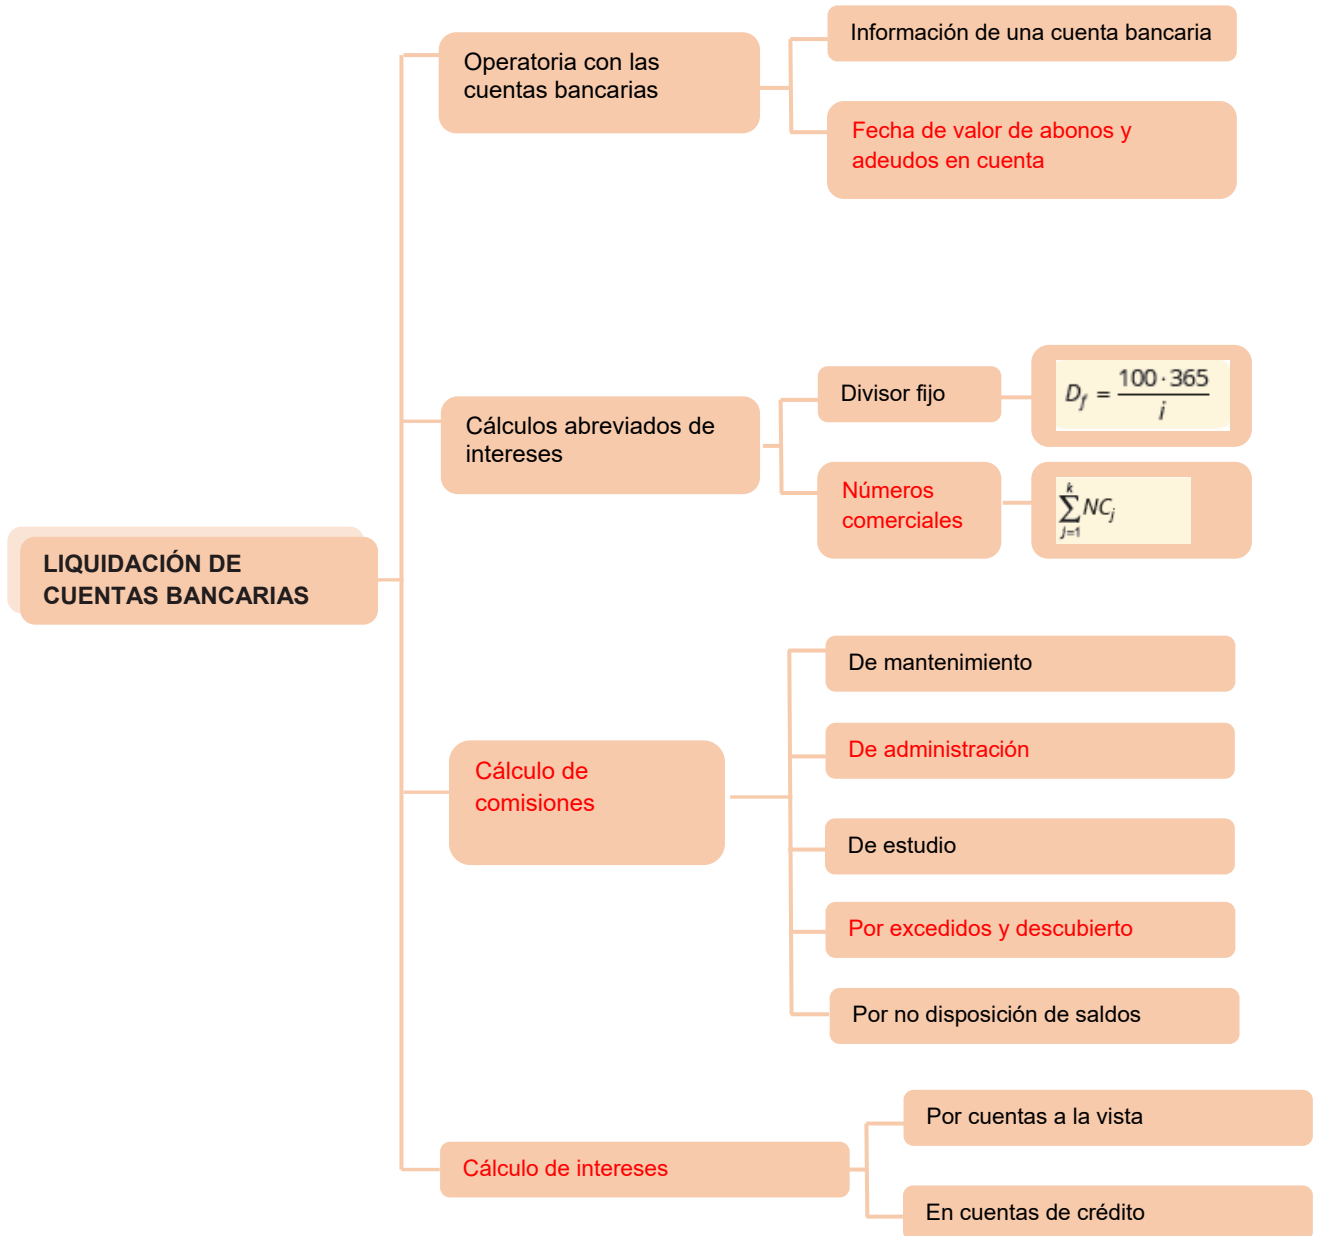 Información de una cuenta bancaria
Operatoria con las
cuentas bancarias
Fecha de valor de abonos y
adeudos en cuenta
Divisor fijo
D_f = \frac{100 \cdot 365}{i}
Cálculos abreviados de
intereses
Números
comerciales
\sum_{j=1}^{k} NC_j
LIQUIDACIÓN DE
CUENTAS BANCARIAS
De mantenimiento
De administración
Cálculo de
comisiones
De estudio
Por excedidos y descubierto
Por no disposición de saldos
Por cuentas a la vista
Cálculo de intereses
En cuentas de crédito